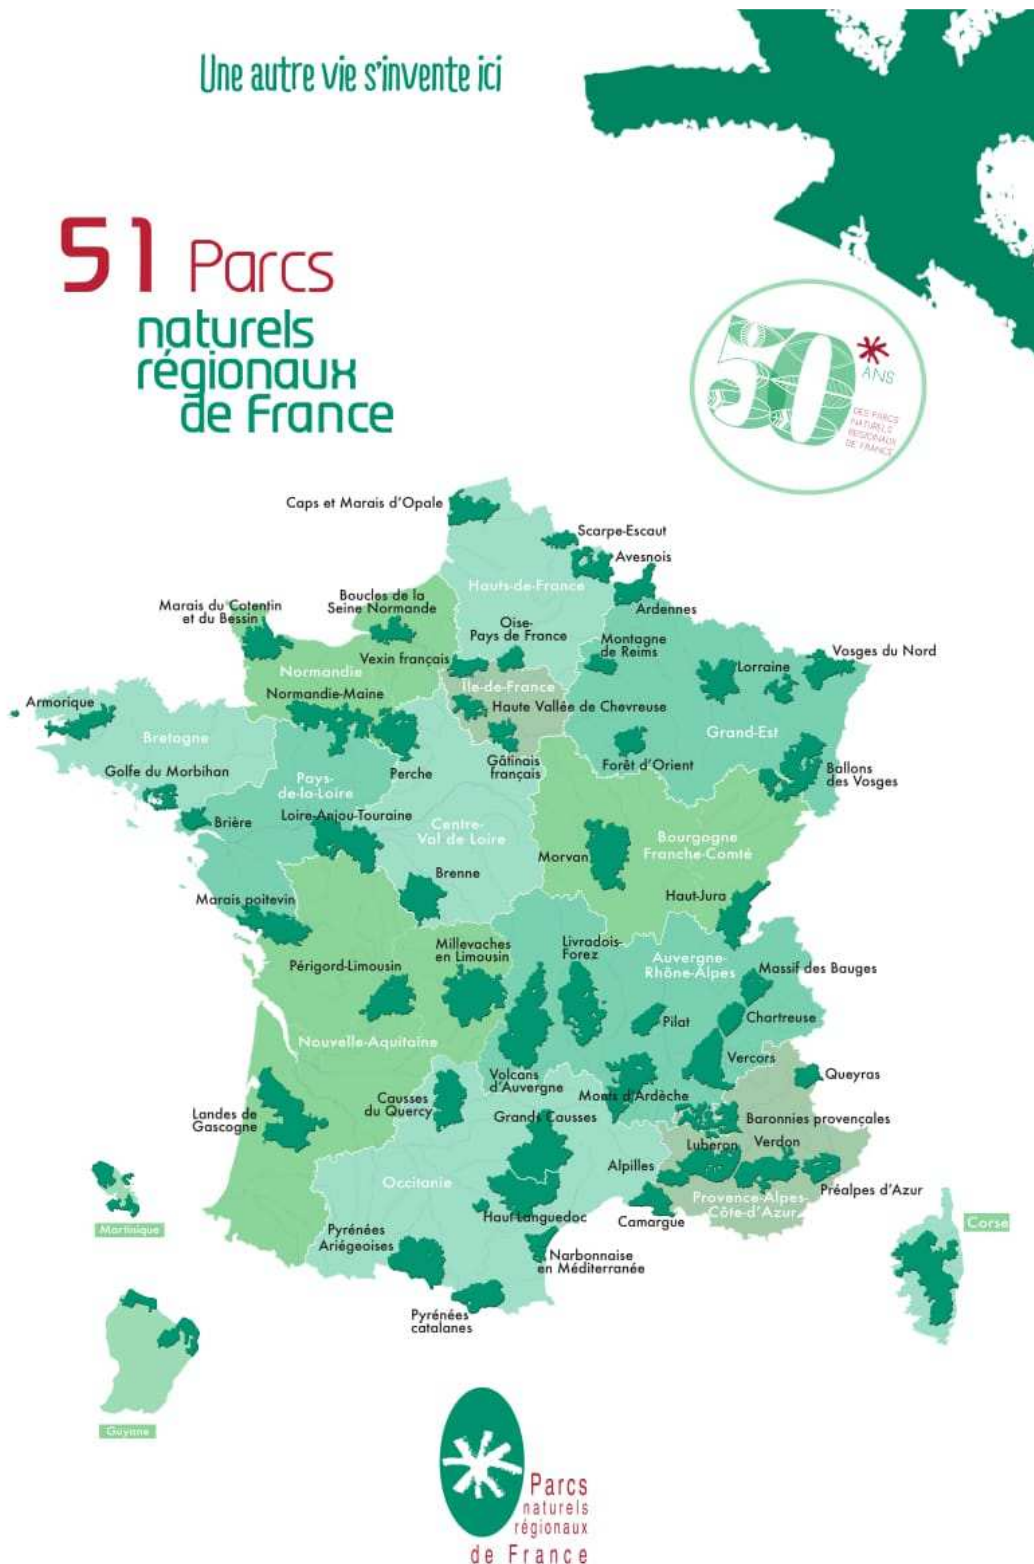 Une autre vie s'invente ici
51 Parcs
naturels
régionaux
de France
50
ANS
DES PARCS
NATURELS
RÉGIONAUX
DE FRANCE
Caps et Marais d'Opale
Scarpe-Escaut
Avesnois
Hauts-de-France
Ardennes
Boucles de la
Seine Normande
Marais du Cotentin
et du Bessin
Oise-
Pays de France
Montagne
de Reims
Vosges du Nord
Lorraine
Vexin français
Normandie
Ile-de-France
Normandie-Maine
Haute Vallée de Chevreuse
Armorique
Bretagne
Grand-Est
Golfe du Morbihan
Pays-
de-la-Loire
Perche
Gâtinais
français
Forêt d'Orient
Ballons
des Vosges
Brière
Loire-Anjou-Touraine
Centre-
Val de Loire
Bourgogne
Franche-Comté
Morvan
Brenne
Haut-Jura
Marais poitevin
Millevaches
en Limousin
Livradois-
Forez
Auvergne-
Rhône-Alpes
Périgord-Limousin
Massif des Bauges
Pilat
Chartreuse
Nouvelle-Aquitaine
Vercors
Volcans
d'Auvergne
Queyras
Causses
du Quercy
Monts d'Ardèche
Landes de
Gascogne
Grands Causses
Baronnies provençales
Luberon
Verdon
Alpilles
Occitanie
Préalpes d'Azur
Provence-Alpes-
Côte-d'Azur
Camargue
Haut-Languedoc
Martinique
Corse
Pyrénées
Ariégeoises
Narbonnaise
en Méditerranée
Pyrénées
catalanes
Guyane
Parcs
naturels
régionaux
de France